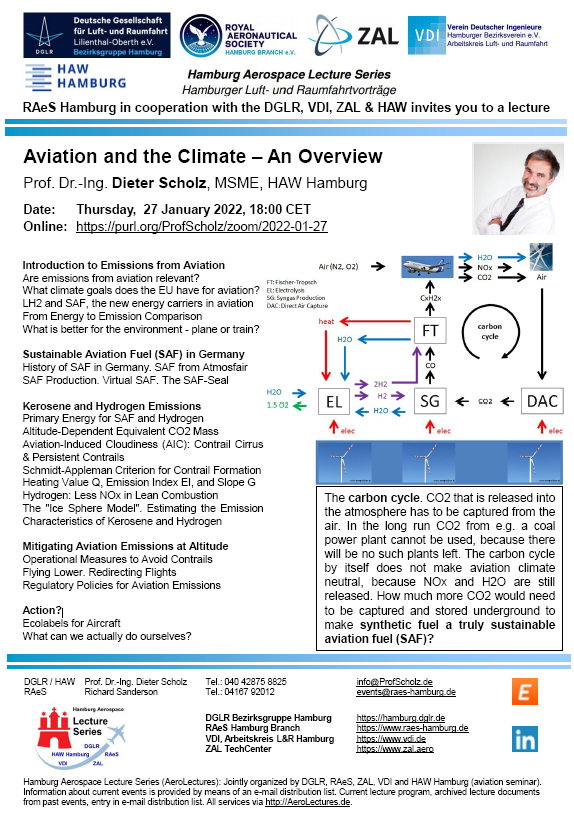 Deutsche Gesellschaft
für Luft- und Raumfahrt
Lilienthal-Oberth e.V.
Bezirksgruppe Hamburg
DGLR
ROYAL
AERONAUTICAL
SOCIETY
HAMBURG BRANCH e.V.
ZAL
VDI
Verein Deutscher Ingenieure
Hamburger Bezirksverein e.V.
Arbeitskreis Luft- und Raumfahrt
HAW
HAMBURG
Hamburg Aerospace Lecture Series
Hamburger Luft- und Raumfahrtvorträge
RAeS Hamburg in cooperation with the DGLR, VDI, ZAL & HAW invites you to a lecture
Aviation and the Climate – An Overview
Prof. Dr.-Ing. Dieter Scholz, MSME, HAW Hamburg
Date: Thursday, 27 January 2022, 18:00 CET
Online: https://purl.org/ProfScholz/zoom/2022-01-27
Introduction to Emissions from Aviation
Are emissions from aviation relevant?
What climate goals does the EU have for aviation?
LH2 and SAF, the new energy carriers in aviation
From Energy to Emission Comparison
What is better for the environment - plane or train?
Sustainable Aviation Fuel (SAF) in Germany
History of SAF in Germany. SAF from Atmosfair
SAF Production. Virtual SAF. The SAF-Seal
Kerosene and Hydrogen Emissions
Primary Energy for SAF and Hydrogen
Altitude-Dependent Equivalent CO2 Mass
Aviation-Induced Cloudiness (AIC): Contrail Cirrus
& Persistent Contrails
Schmidt-Appleman Criterion for Contrail Formation
Heating Value Q, Emission Index EI, and Slope G
Hydrogen: Less NOx in Lean Combustion
The "Ice Sphere Model". Estimating the Emission
Characteristics of Kerosene and Hydrogen
Mitigating Aviation Emissions at Altitude
Operational Measures to Avoid Contrails
Flying Lower. Redirecting Flights
Regulatory Policies for Aviation Emissions
Action?
Ecolabels for Aircraft
What can we actually do ourselves?
Air (N2, O2)
H2O
NOx
CO2
Air
FT: Fischer-Tropsch
EL: Electrolysis
SG: Syngas Production
DAC: Direct Air Capture
CxH2x
heat
FT
carbon
cycle
H2O
CO
2H2
H2O
1.5 O2
EL
H2
SG
CO2
DAC
H2O
elec
elec
elec
The carbon cycle. CO2 that is released into
the atmosphere has to be captured from the
air. In the long run CO2 from e.g. a coal
power plant cannot be used, because there
will be no such plants left. The carbon cycle
by itself does not make aviation climate
neutral, because NOx and H2O are still
released. How much more CO2 would need
to be captured and stored underground to
make synthetic fuel a truly sustainable
aviation fuel (SAF)?
DGLR / HAW Prof. Dr.-Ing. Dieter Scholz Tel.: 040 42875 8825 info@ProfScholz.de
RAeS Richard Sanderson Tel.: 04167 92012 events@raes-hamburg.de
E
Hamburg Aerospace
Lecture
Series
DGLR
HAW Hamburg RAeS
VDI ZAL
DGLR Bezirksgruppe Hamburg https://hamburg.dglr.de
RAeS Hamburg Branch https://www.raes-hamburg.de
VDI, Arbeitskreis L&R Hamburg https://www.vdi.de
ZAL TechCenter https://www.zal.aero
in
Hamburg Aerospace Lecture Series (AeroLectures): Jointly organized by DGLR, RAeS, ZAL, VDI and HAW Hamburg (aviation seminar).
Information about current events is provided by means of an e-mail distribution list. Current lecture program, archived lecture documents
from past events, entry in e-mail distribution list. All services via http://AeroLectures.de.